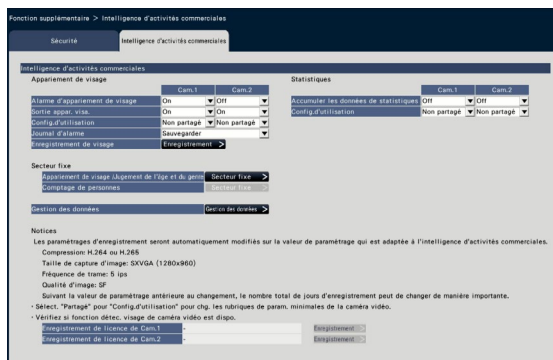 Fonction supplémentaire > Intelligence d'activités commerciales
Sécurité
Intelligence d'activités commerciales
Intelligence d'activités commerciales
Appariement de visage
Cam.1 Cam.2
Alarme d'appariement de visage On Off
Sortie appar. visa. On On
Config.d'utilisation Non partagé Non partagé
Journal d'alarme Sauvegarder
Enregistrement de visage Enregistrement >
Statistiques
Cam.1 Cam.2
Accumuler les données de statistiques Off Off
Config.d'utilisation Non partagé Non partagé
Secteur fixe
Appariement de visage (Jugement de l'âge et du genre Secteur fixe >
Comptage de personnes Secteur fixe >
Gestion des données Gestion des données >
Notices
Les paramétrages d'enregistrement seront automatiquement modifiés sur la valeur de paramétrage qui est adaptée à l'intelligence d'activités commerciales.
Compression: H.264 or H.265
Taille de capture d'image: SXVGA (1280x960)
Fréquence de trame: 5 ips
Qualité d'image: SF
Suivant la valeur de paramétrage antérieure au changement, le nombre total de jours d'enregistrement peut de changer de manière importante.
· Sélect. "Partagé" pour "Config.d'utilisation" pour chg. les rubriques de param. minimales de la caméra vidéo.
· Vérifiez si fonction détec. visage de caméra vidéo est dispo.
Enregistrement de licence de Cam.1 - Enregistrement >
Enregistrement de licence de Cam.2 - Enregistrement >